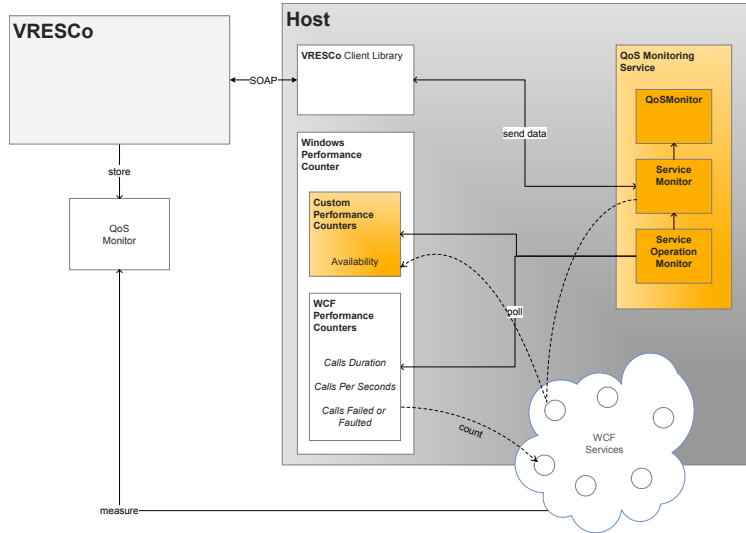 VRESCo
Host
VRESCo Client Library
SOAP
QoS Monitoring
Service
QoSMonitor
send data
Windows
Performance
Counter
Service
Monitor
store
QoS
Monitor
Custom
Performance
Counters
Availability
Service
Operation
Monitor
WCF
Performance
Counters
poll
Calls Duration
Calls Per Seconds
Calls Failed or
Faulted
count
WCF
Services
measure